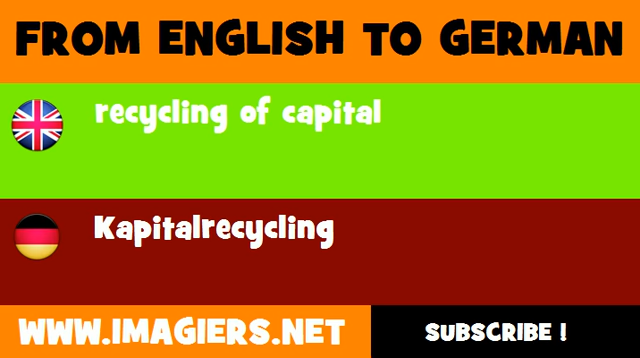 FROM ENGLISH TO GERMAN
recycling of capital
Kapitalrecycling
WWW.IMAGIERS.NET
SUBSCRIBE !